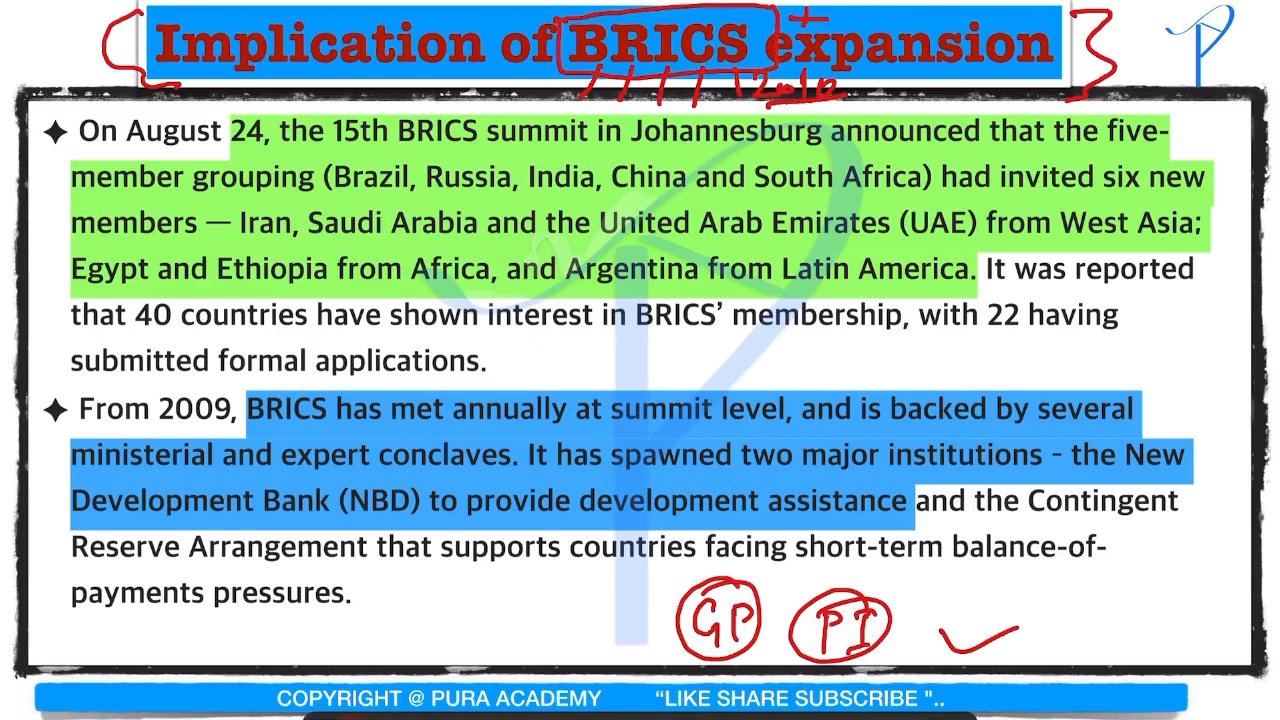 Implication of BRICS expansion
✦ On August 24, the 15th BRICS summit in Johannesburg announced that the five-
member grouping (Brazil, Russia, India, China and South Africa) had invited six new
members — Iran, Saudi Arabia and the United Arab Emirates (UAE) from West Asia;
Egypt and Ethiopia from Africa, and Argentina from Latin America. It was reported
that 40 countries have shown interest in BRICS’ membership, with 22 having
submitted formal applications.
✦ From 2009, BRICS has met annually at summit level, and is backed by several
ministerial and expert conclaves. It has spawned two major institutions - the New
Development Bank (NBD) to provide development assistance and the Contingent
Reserve Arrangement that supports countries facing short-term balance-of-
payments pressures.
GP PI
COPYRIGHT @ PURA ACADEMY “LIKE SHARE SUBSCRIBE "..